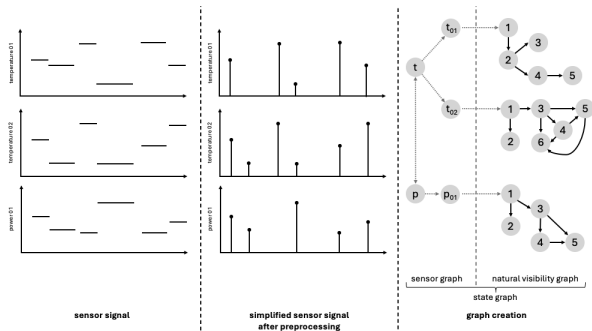 temperature 01
temperature 01
t
t01
1
2
3
4
5
temperature 02
temperature 02
t02
1
2
3
4
5
6
power 01
power 01
p
p01
1
2
3
4
5
sensor graph
natural visibility graph
state graph
sensor signal
simplified sensor signal
after preprocessing
graph creation